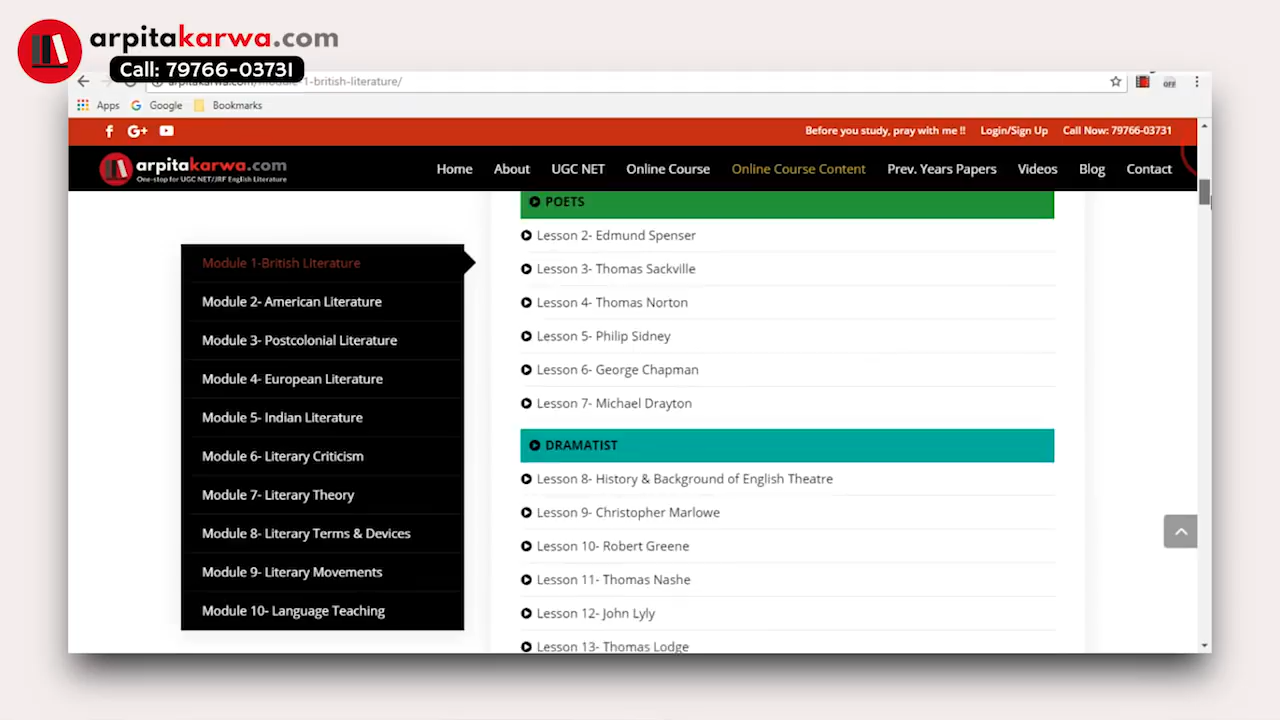 arpitakarwa.com
Call: 79766-03731
1-british-literature/
Apps Google Bookmarks
Before you study, pray with me !! Login/Sign Up Call Now: 79766-03731
arpitakarwa.com
One-stop for UGC NET/JRF English Literature
Home About UGC NET Online Course Online Course Content Prev. Years Papers Videos Blog Contact
Module 1-British Literature
Module 2- American Literature
Module 3- Postcolonial Literature
Module 4- European Literature
Module 5- Indian Literature
Module 6- Literary Criticism
Module 7- Literary Theory
Module 8- Literary Terms & Devices
Module 9- Literary Movements
Module 10- Language Teaching
POETS
Lesson 2- Edmund Spenser
Lesson 3- Thomas Sackville
Lesson 4- Thomas Norton
Lesson 5- Philip Sidney
Lesson 6- George Chapman
Lesson 7- Michael Drayton
DRAMATIST
Lesson 8- History & Background of English Theatre
Lesson 9- Christopher Marlowe
Lesson 10- Robert Greene
Lesson 11- Thomas Nashe
Lesson 12- John Lyly
Lesson 13- Thomas Lodge
OFF